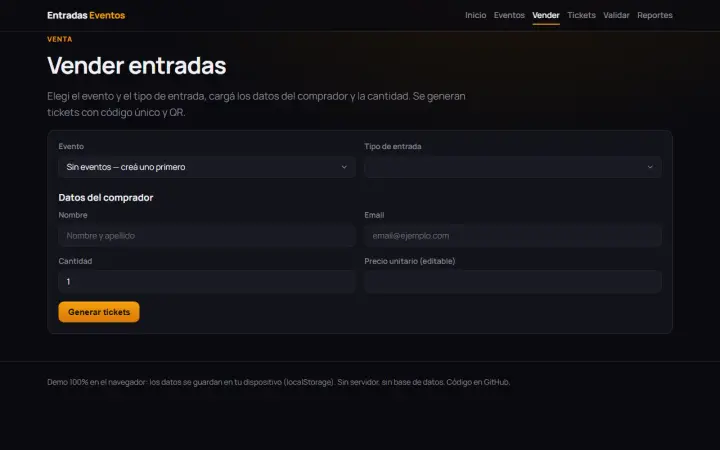 Entradas Eventos
Inicio Eventos Vender Tickets Validar Reportes
VENTA
Vender entradas
Elegí el evento y el tipo de entrada, cargá los datos del comprador y la cantidad. Se generan
tickets con código único y QR.
Evento
Tipo de entrada
Sin eventos — creá uno primero
Datos del comprador
Nombre
Email
Nombre y apellido
email@ejemplo.com
Cantidad
Precio unitario (editable)
1
Generar tickets
Demo 100% en el navegador: los datos se guardan en tu dispositivo (localStorage). Sin servidor, sin base de datos. Código en GitHub.